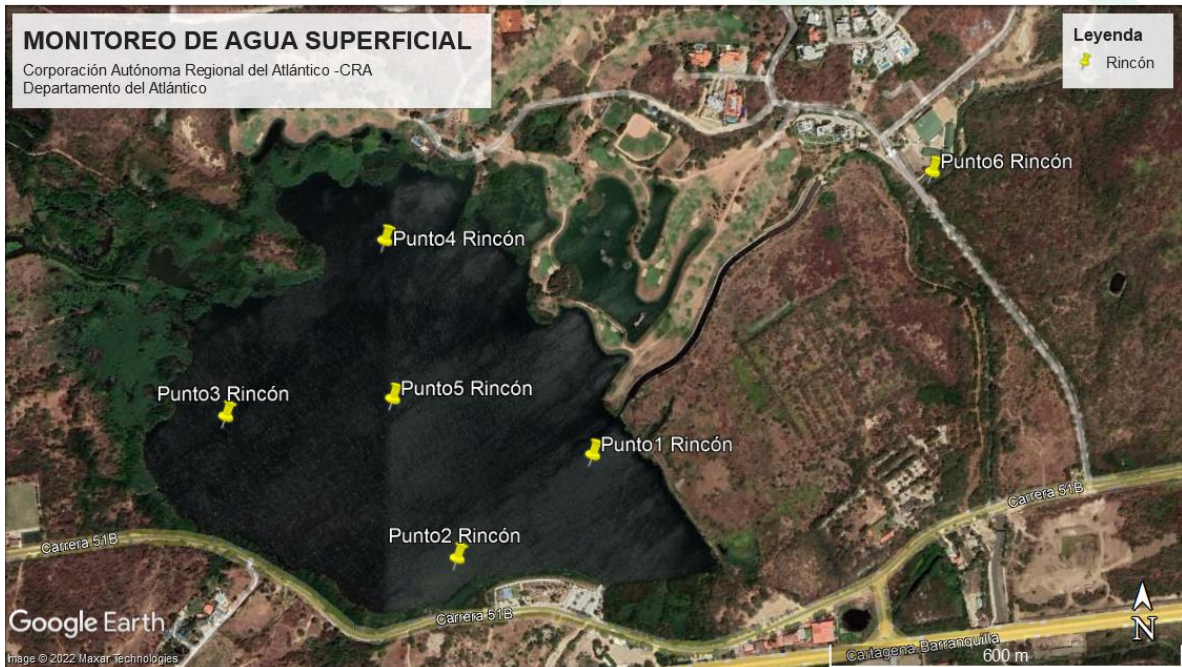 MONITOREO DE AGUA SUPERFICIAL
Corporación Autónoma Regional del Atlántico -CRA
Departamento del Atlántico
Leyenda
Rincón
Punto6 Rincón
Punto4 Rincón
Punto5 Rincón
Punto3 Rincón
Punto1 Rincón
Carrera 51B
Punto2 Rincón
Carrera 51B
Carrera 51B
Google Earth
N
Cartagena Barranquilla
600 m
Image © 2022 Maxar Technologies